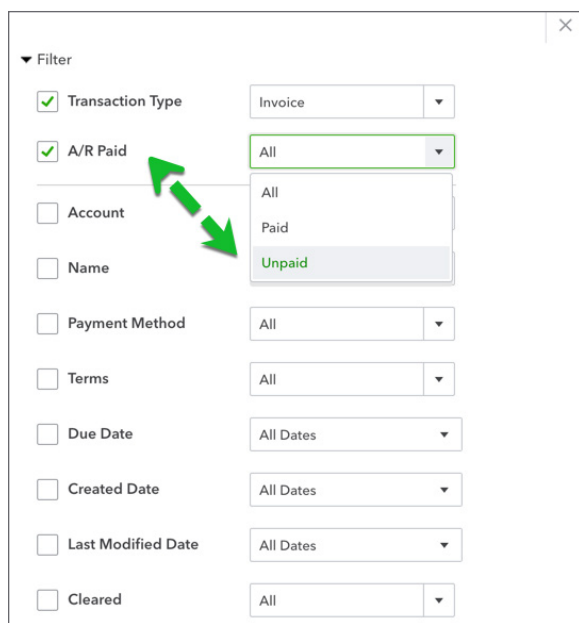 Filter
Transaction Type Invoice
A/R Paid All
All
Account
Paid
Unpaid
Name
Payment Method All
Terms All
Due Date All Dates
Created Date All Dates
Last Modified Date All Dates
Cleared All